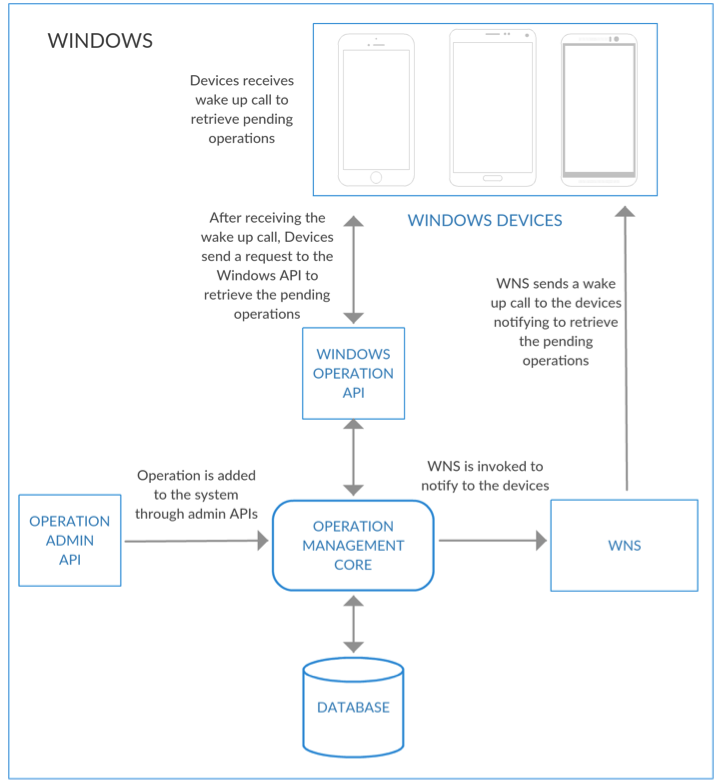 WINDOWS
Devices receives
wake up call to
retrieve pending
operations
After receiving the
wake up call, Devices
send a request to the
Windows API to
retrieve the pending
operations
WINDOWS DEVICES
WNS sends a wake
up call to the devices
notifying to retrieve
the pending
operations
WINDOWS
OPERATION
API
Operation is added
to the system
through admin APIs
WNS is invoked to
notify to the devices
OPERATION
ADMIN
API
OPERATION
MANAGEMENT
CORE
WNS
DATABASE